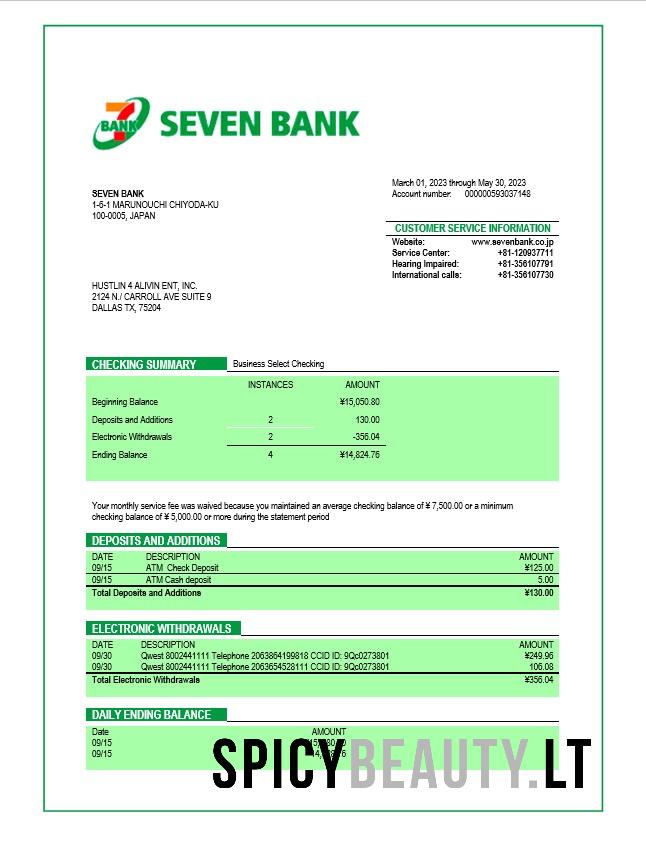 7
BANK
SEVEN BANK
March 01, 2023 through May 30, 2023
Account number: 000000593037148
SEVEN BANK
1-6-1 MARUNOUCHI CHIYODA-KU
100-0005, JAPAN
CUSTOMER SERVICE INFORMATION
Website: www.sevenbank.co.jp
Service Center: +81-120937711
Hearing Impaired: +81-356107791
International calls: +81-356107730
HUSTLIN 4 ALIVIN ENT, INC.
2124 N./ CARROLL AVE SUITE 9
DALLAS TX, 75204
CHECKING SUMMARY Business Select Checking
INSTANCES AMOUNT
Beginning Balance ¥15,050.80
Deposits and Additions 2 130.00
Electronic Withdrawals 2 -356.04
Ending Balance 4 ¥14,824.76
Your monthly service fee was waived because you maintained an average checking balance of ¥ 7,500.00 or a minimum
checking balance of ¥ 5,000.00 or more during the statement period
DEPOSITS AND ADDITIONS
DATE DESCRIPTION AMOUNT
09/15 ATM Check Deposit ¥125.00
09/15 ATM Cash deposit 5.00
Total Deposits and Additions ¥130.00
ELECTRONIC WITHDRAWALS
DATE DESCRIPTION AMOUNT
09/30 Qwest 8002441111 Telephone 2063864199818 CCID ID: 9Qc0273801 ¥249.96
09/30 Qwest 8002441111 Telephone 2063654528111 CCID ID: 9Qc0273801 106.08
Total Electronic Withdrawals ¥356.04
DAILY ENDING BALANCE
Date AMOUNT
09/15
09/15
SPICYBEAUTY.LT